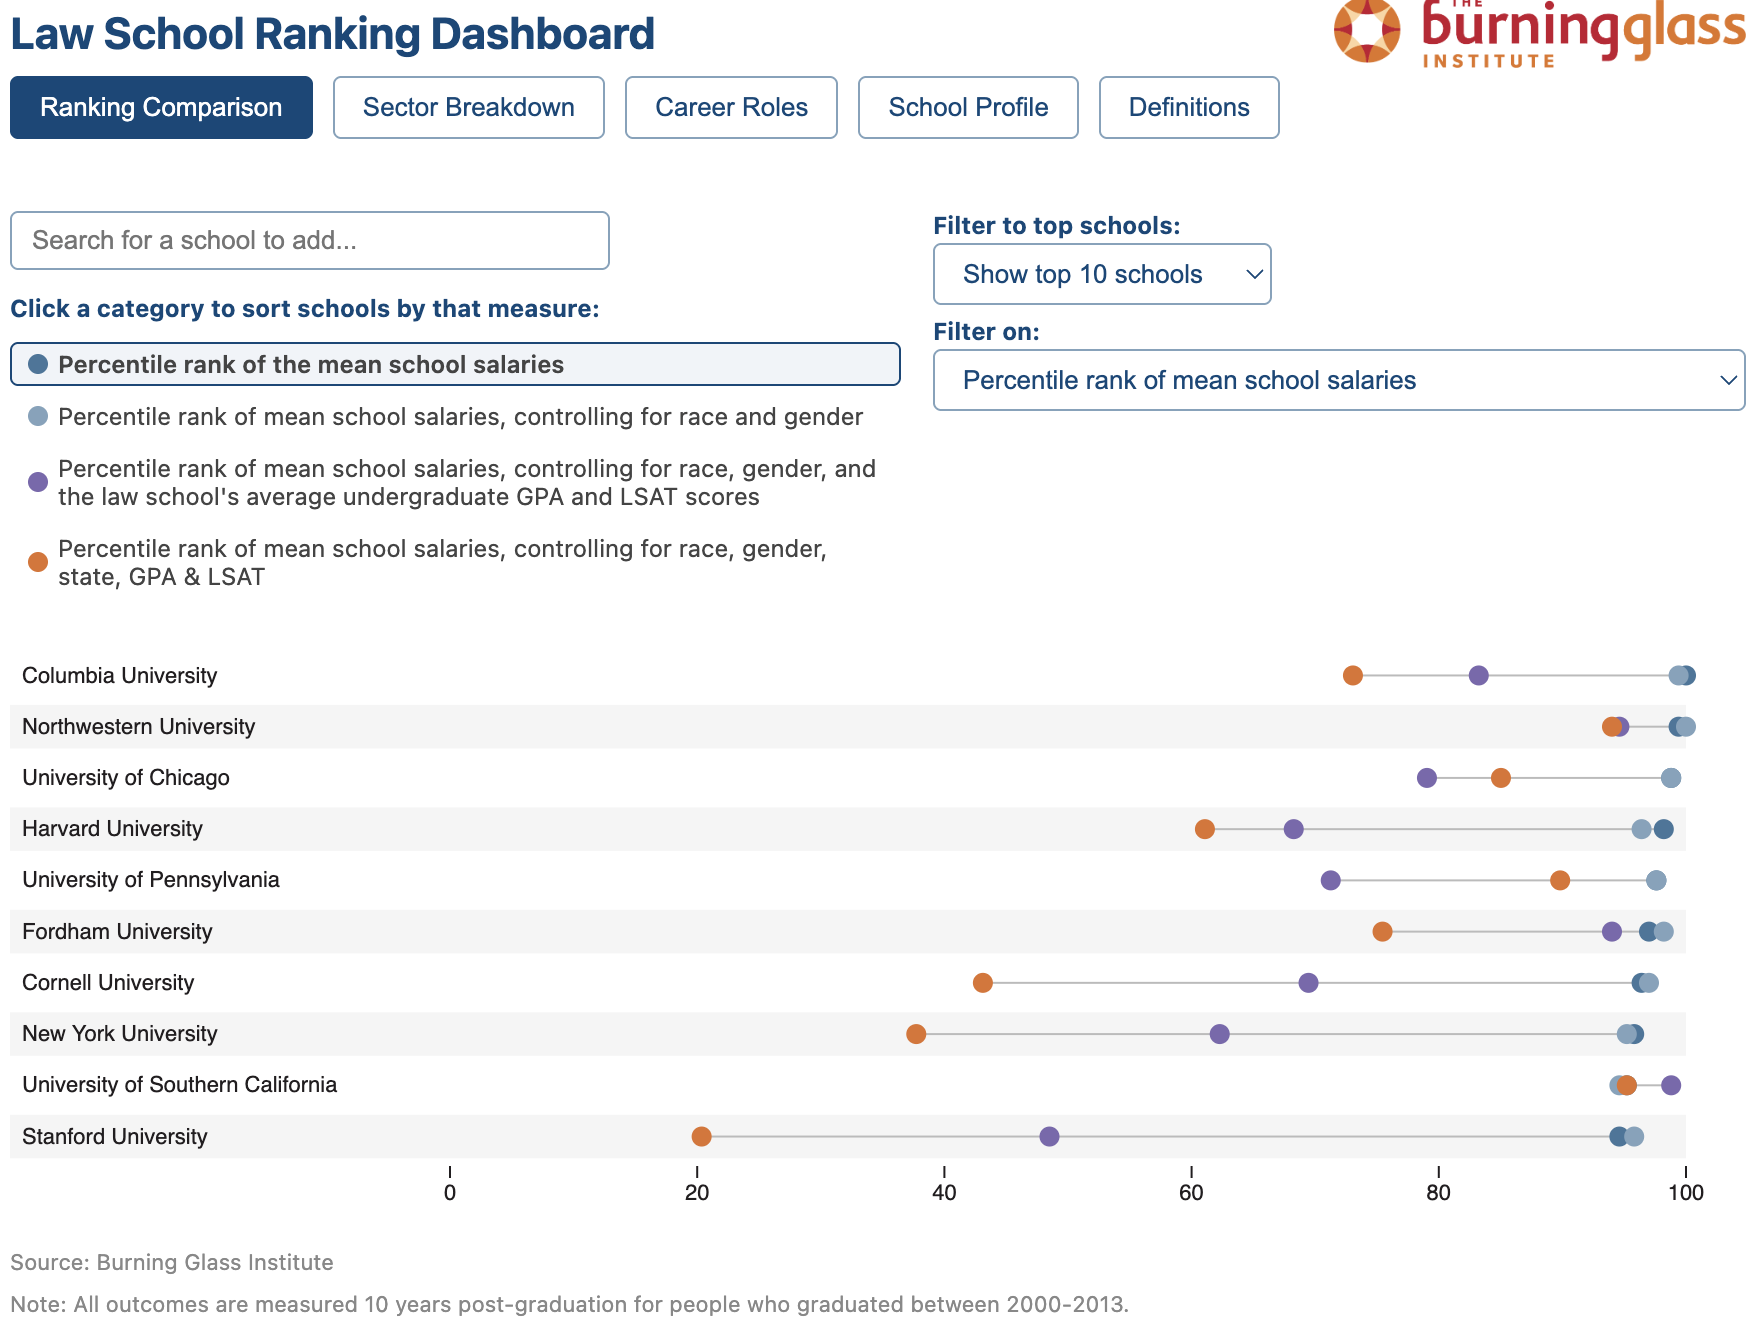 Law School Ranking Dashboard
THE
burningglass
INSTITUTE
Ranking Comparison
Sector Breakdown
Career Roles
School Profile
Definitions
Search for a school to add...
Filter to top schools:
Show top 10 schools
Click a category to sort schools by that measure:
Filter on:
Percentile rank of mean school salaries
Percentile rank of the mean school salaries
Percentile rank of mean school salaries, controlling for race and gender
Percentile rank of mean school salaries, controlling for race, gender, and
the law school's average undergraduate GPA and LSAT scores
Percentile rank of mean school salaries, controlling for race, gender,
state, GPA & LSAT
Columbia University
Northwestern University
University of Chicago
Harvard University
University of Pennsylvania
Fordham University
Cornell University
New York University
University of Southern California
Stanford University
0 20 40 60 80 100
Source: Burning Glass Institute
Note: All outcomes are measured 10 years post-graduation for people who graduated between 2000-2013.